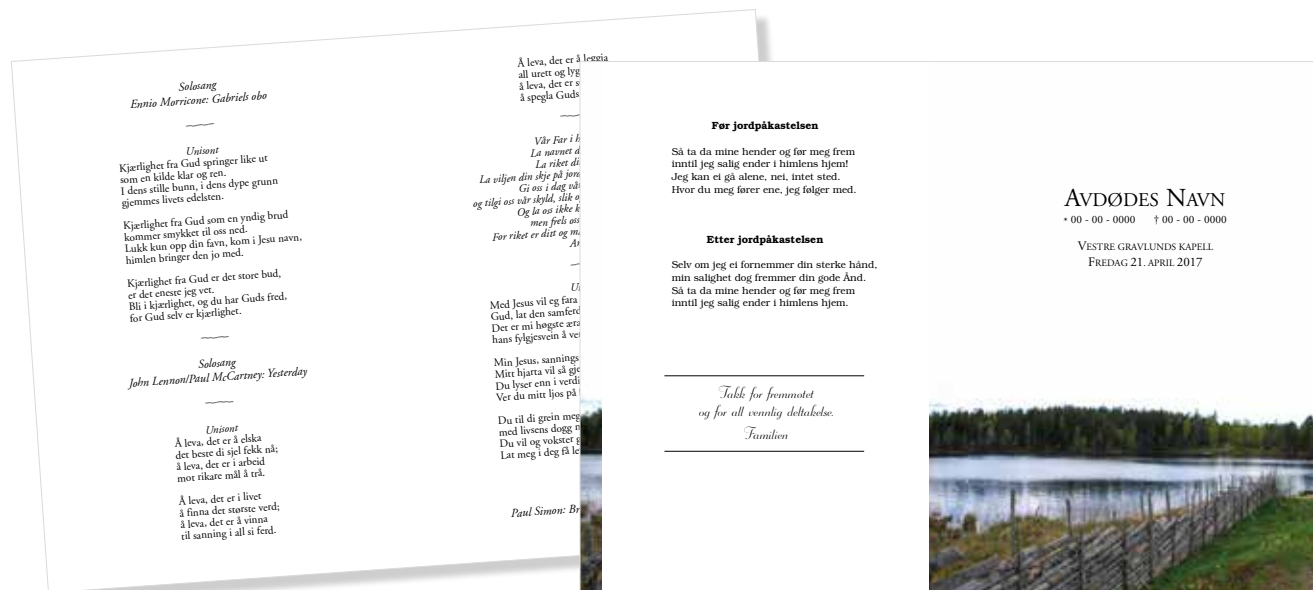 Solosang
Ennio Morricone: Gabriels obo
Unisont
Kjærlighet fra Gud springer like ut
som en kilde klar og ren.
I dens stille bunn, i dens dype grunn
gjemmes livets edelsten.
Kjærlighet fra Gud som en yndig brud
kommer smykket til oss ned.
Lukk kun opp din favn, kom i Jesu navn,
himlen bringer den jo med.
Kjærlighet fra Gud er det store bud,
er det eneste jeg vet.
Bli i kjærlighet, og du har Guds fred,
for Gud selv er kjærlighet.
Solosang
John Lennon/Paul McCartney: Yesterday
Unisont
Å leva, det er å elska
det beste di sjel fekk nå;
å leva, det er i arbeid
mot rikare mål å trå.
Å leva, det er i livet
å finna det største verd;
å leva, det er å vinna
til sanning i all si ferd.
Å leva, det er å leggja
all urett og lyg
å leva, det er s
å spegla Guds
Vår Far i h
La navnet d
La riket di
La viljen din skje på jord
Gi oss i dag vå
og tilgi oss vår skyld, slik o
Og la oss ikke k
men frels oss
For riket er ditt og m
Am
U
Med Jesus vil eg fara
Gud, lat den samferd
Det er mi høgste æra
hans fylgjesvein å ve
Min Jesus, sannings
Mitt hjarta vil så gje
Du lyser enn i verdi
Ver du mitt ljos på
Du til di grein meg
med livsens dogg m
Du vil og vokster g
Lat meg i deg få le
Paul Simon: Br
Før jordpåkastelsen
Så ta da mine hender og før meg frem
inntil jeg salig ender i himlens hjem!
Jeg kan ei gå alene, nei, intet sted.
Hvor du meg fører ene, jeg følger med.
Etter jordpåkastelsen
Selv om jeg ei fornemmer din sterke hånd,
min salighet dog fremmer din gode Ånd.
Så ta da mine hender og før meg frem
inntil jeg salig ender i himlens hjem.
Takk for fremmøtet
og for all vennlig deltakelse.
Familien
AVDØDES NAVN
* 00 - 00 - 0000 † 00 - 00 - 0000
VESTRE GRAVLUNDS KAPELL
FREDAG 21. APRIL 2017